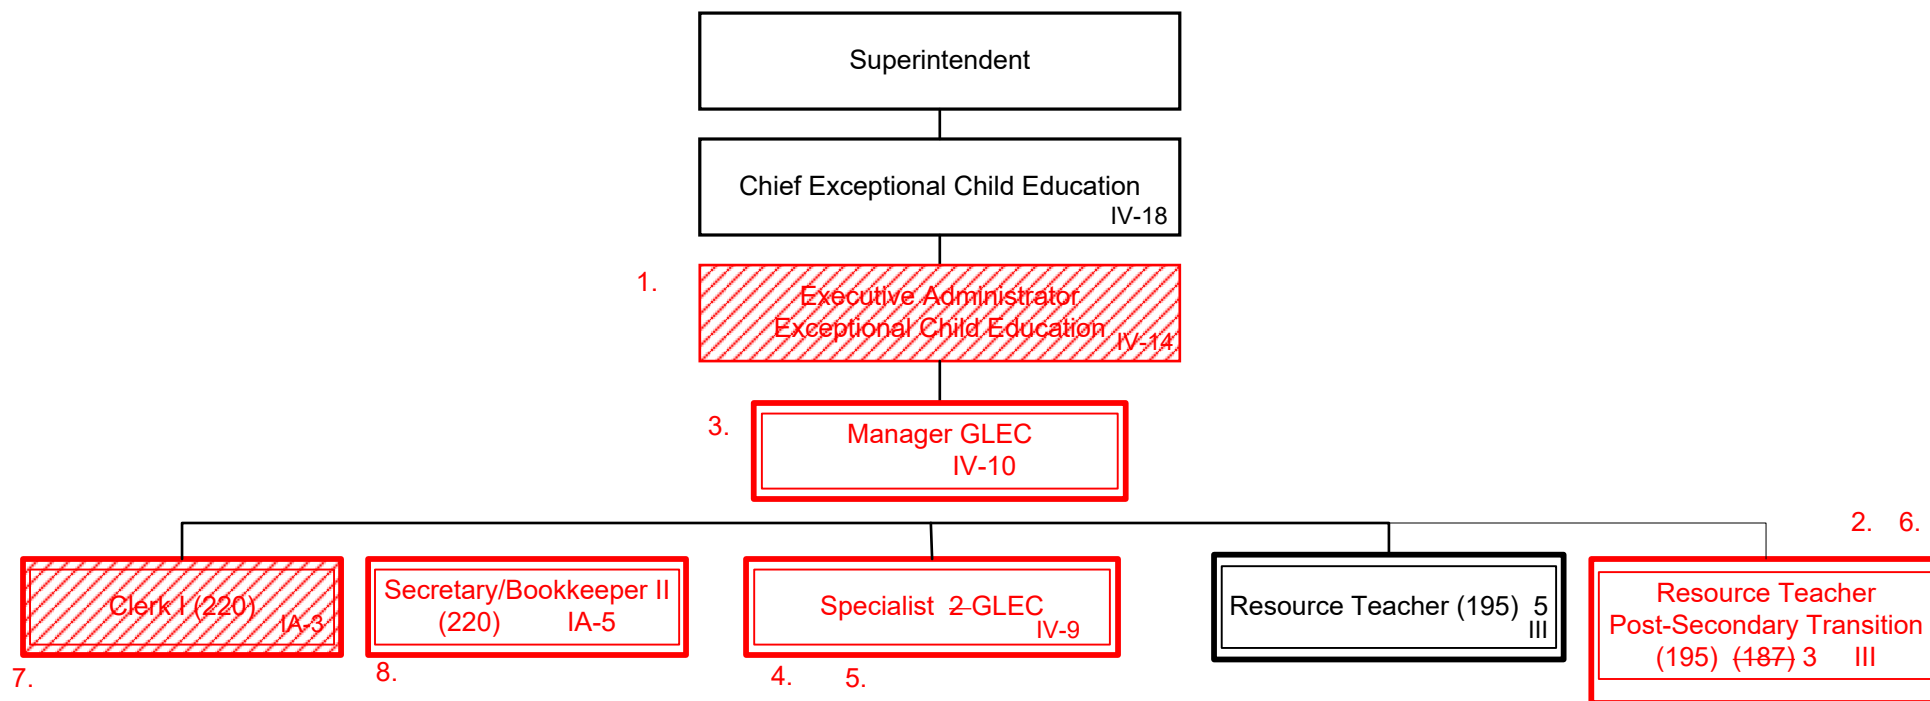 Superintendent
Chief Exceptional Child Education
IV-18
1.
Executive Administrator
Exceptional Child Education
IV-14
3.
Manager GLEC
IV-10
2. 6.
Clerk I (220)
IA-3
7.
Secretary/Bookkeeper II
(220) IA-5
8.
Specialist 2 GLEC
IV-9
4. 5.
Resource Teacher (195) 5
III
Resource Teacher
Post-Secondary Transition
(195) (187) 3 III